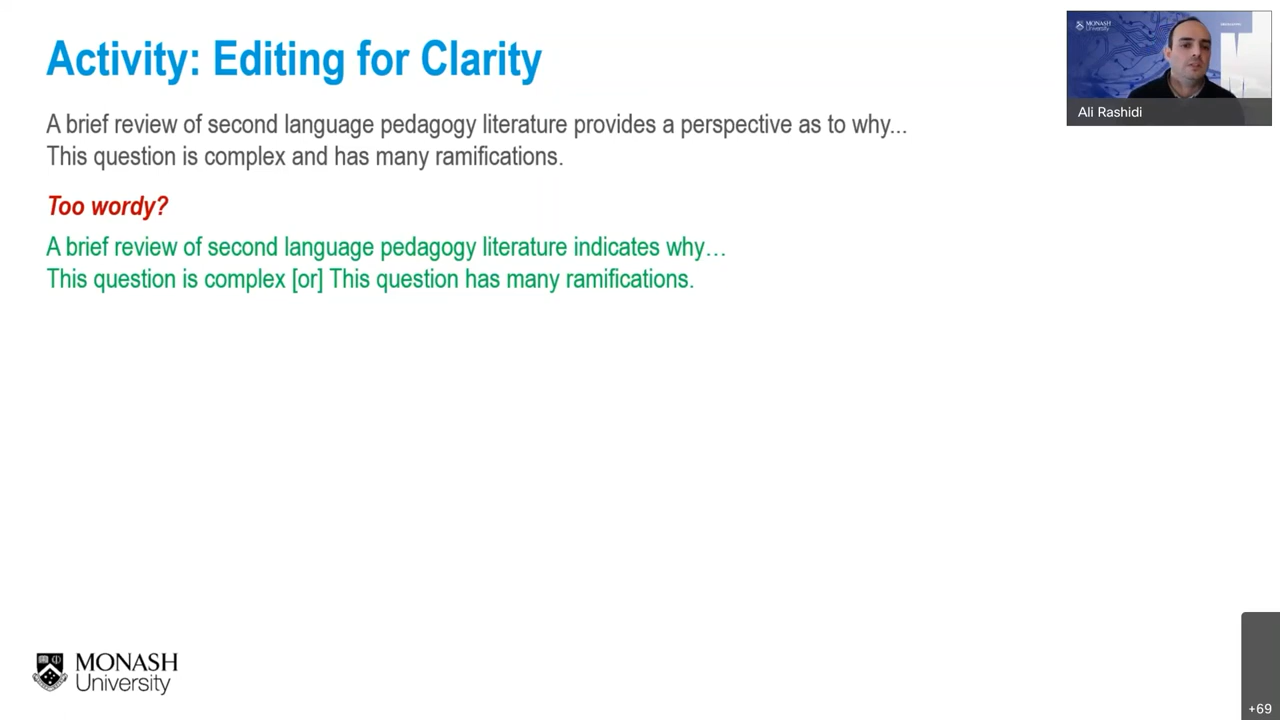 Activity: Editing for Clarity
A brief review of second language pedagogy literature provides a perspective as to why...
This question is complex and has many ramifications.
Too wordy?
A brief review of second language pedagogy literature indicates why…
This question is complex [or] This question has many ramifications.
MONASH
University
Ali Rashidi
MONASH
University
+69